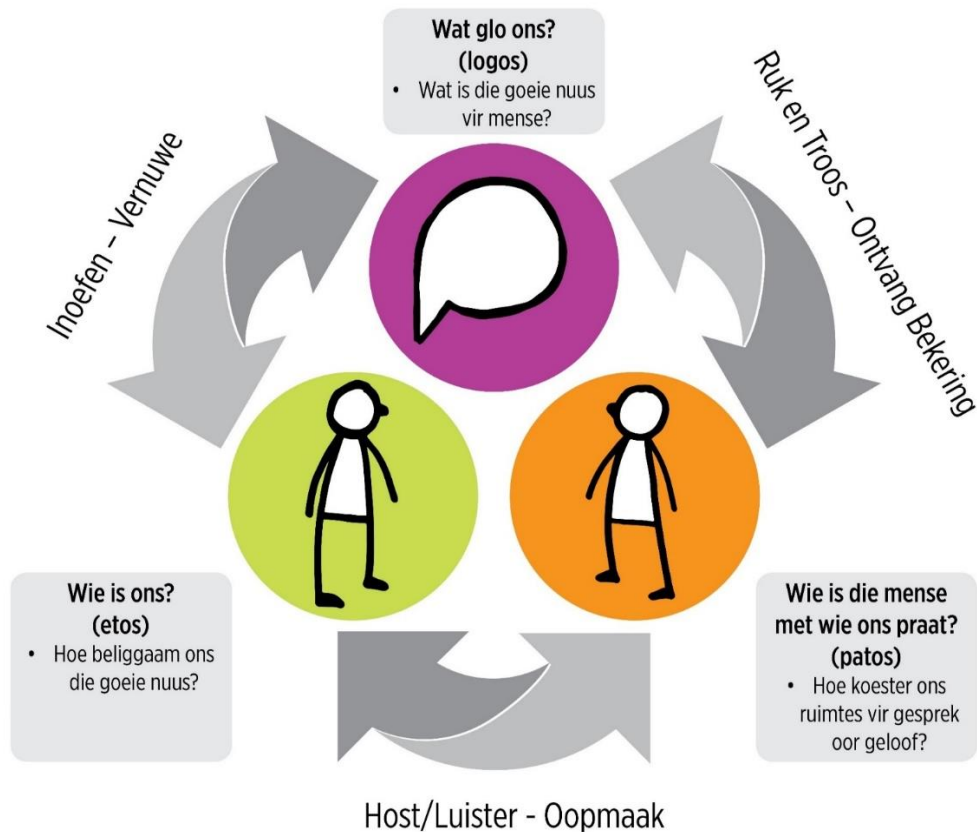 Wat glo ons?
(logos)
• Wat is die goeie nuus
vir mense?
Inoefen – Vernuwe
Ruk en Troos – Ontvang Bekering
Wie is ons?
(etos)
• Hoe beliggaam ons
die goeie nuus?
Wie is die mense
met wie ons praat?
(patos)
• Hoe koester ons
ruimtes vir gesprek
oor geloof?
Host/Luister - Oopmaak